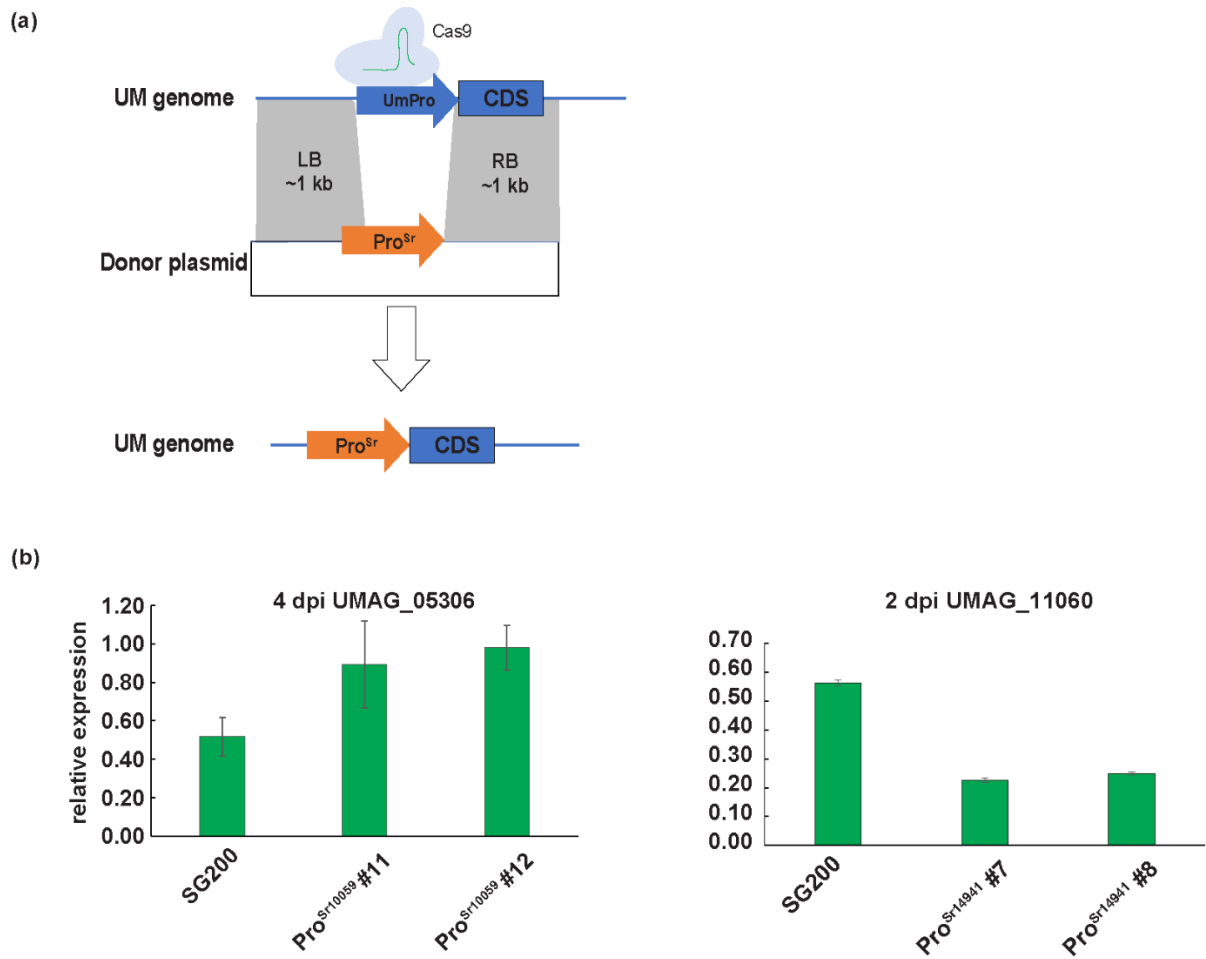 (a)
Cas9
UM genome
UmPro
CDS
LB
~1 kb
RB
~1 kb
Pro^Sr
Donor plasmid
UM genome
Pro^Sr
CDS
(b)
4 dpi UMAG_05306
relative expression
1.20
1.00
0.80
0.60
0.40
0.20
0.00
SG200
Pro^Sr10059 #11
Pro^Sr10059 #12
2 dpi UMAG_11060
0.70
0.60
0.50
0.40
0.30
0.20
0.10
0.00
SG200
Pro^Sr14941 #7
Pro^Sr14941 #8